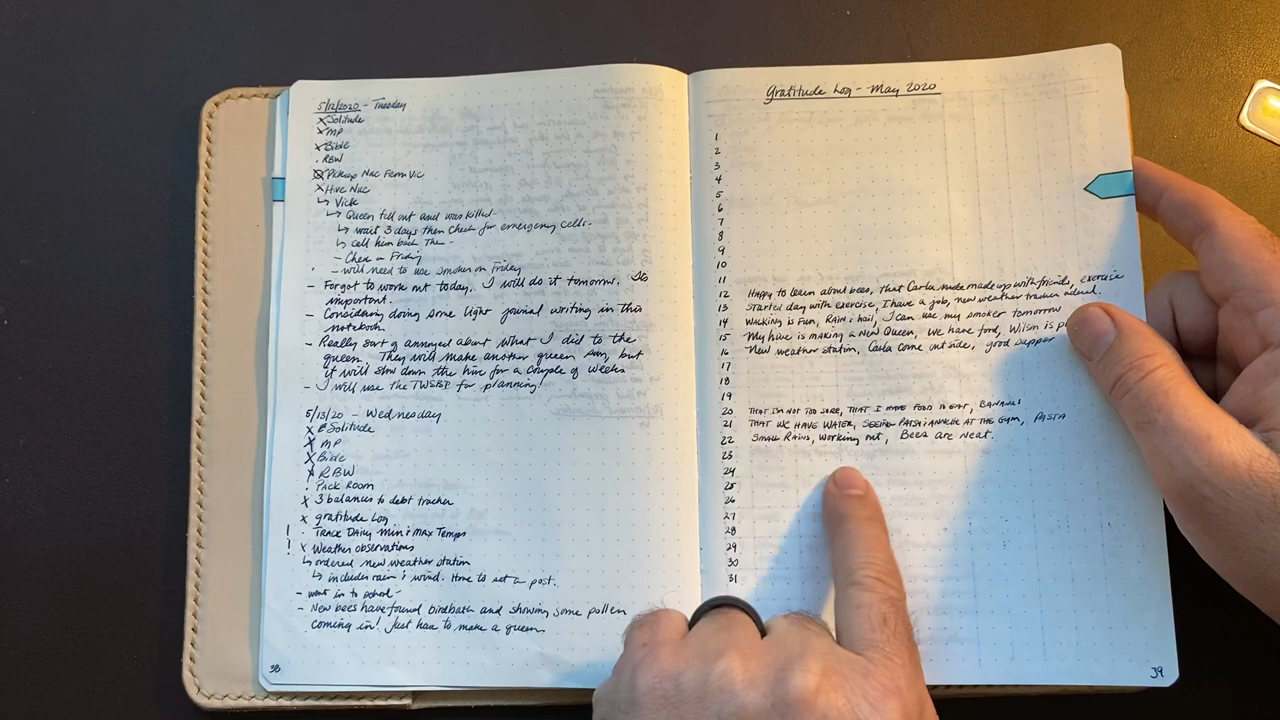 5/12/2020 - Tuesday
x Solitude
x MP
x Bible
. RBW
Pickup Nuc From Vic
x Hive Nuc
↳ Vick
↳ Queen fell out and was killed.
↳ wait 3 days then check for emergency cells.
↳ call him back The -
- Check on Friday
. - will need to use smoker on Friday
- Forgot to work out today. I will do it tomorrow. Its
important.
- Considering doing some light journal writing in this
notebook.
- Really sort of annoyed about what I did to the
queen. They will make another queen soon, but
it will slow down the hive for a couple of weeks
- I will use the TWSBI for planning!
5/13/20 - Wednesday
x Solitude
x MP
x Bible
x RBW
. Pack Room
x 3 balances to debt tracker
x gratitude Log
! . Track Daily min & max Temps
! x Weather observations
↳ ordered new weather station
↳ includes rain & wind. Have to set a post.
- went in to school -
- New bees have found birdbath and showing some pollen
coming in! Just have to make a queen
38
Gratitude Log - May 2020
1
2
3
4
5
6
7
8
9
10
11
12 Happy to learn about bees, that Carla made up with friends, exercise
13 Started day with exercise, I have a job, new weather tracker
14 Walking is Fun, Rain & hail, I can use my smoker tomorrow
15 My hive is making a New Queen, we have food, Wilson is
16 New weather station, Carla come outside, good supper
17
18
19
20 That I'm not too sore, that I have food to eat, Bananas
21 That we have water, seeing Patsy & Annger at the gym, Pasta
22 Small Rains, working out, Bees are neat.
23
24
25
26
27
28
29
30
31
39